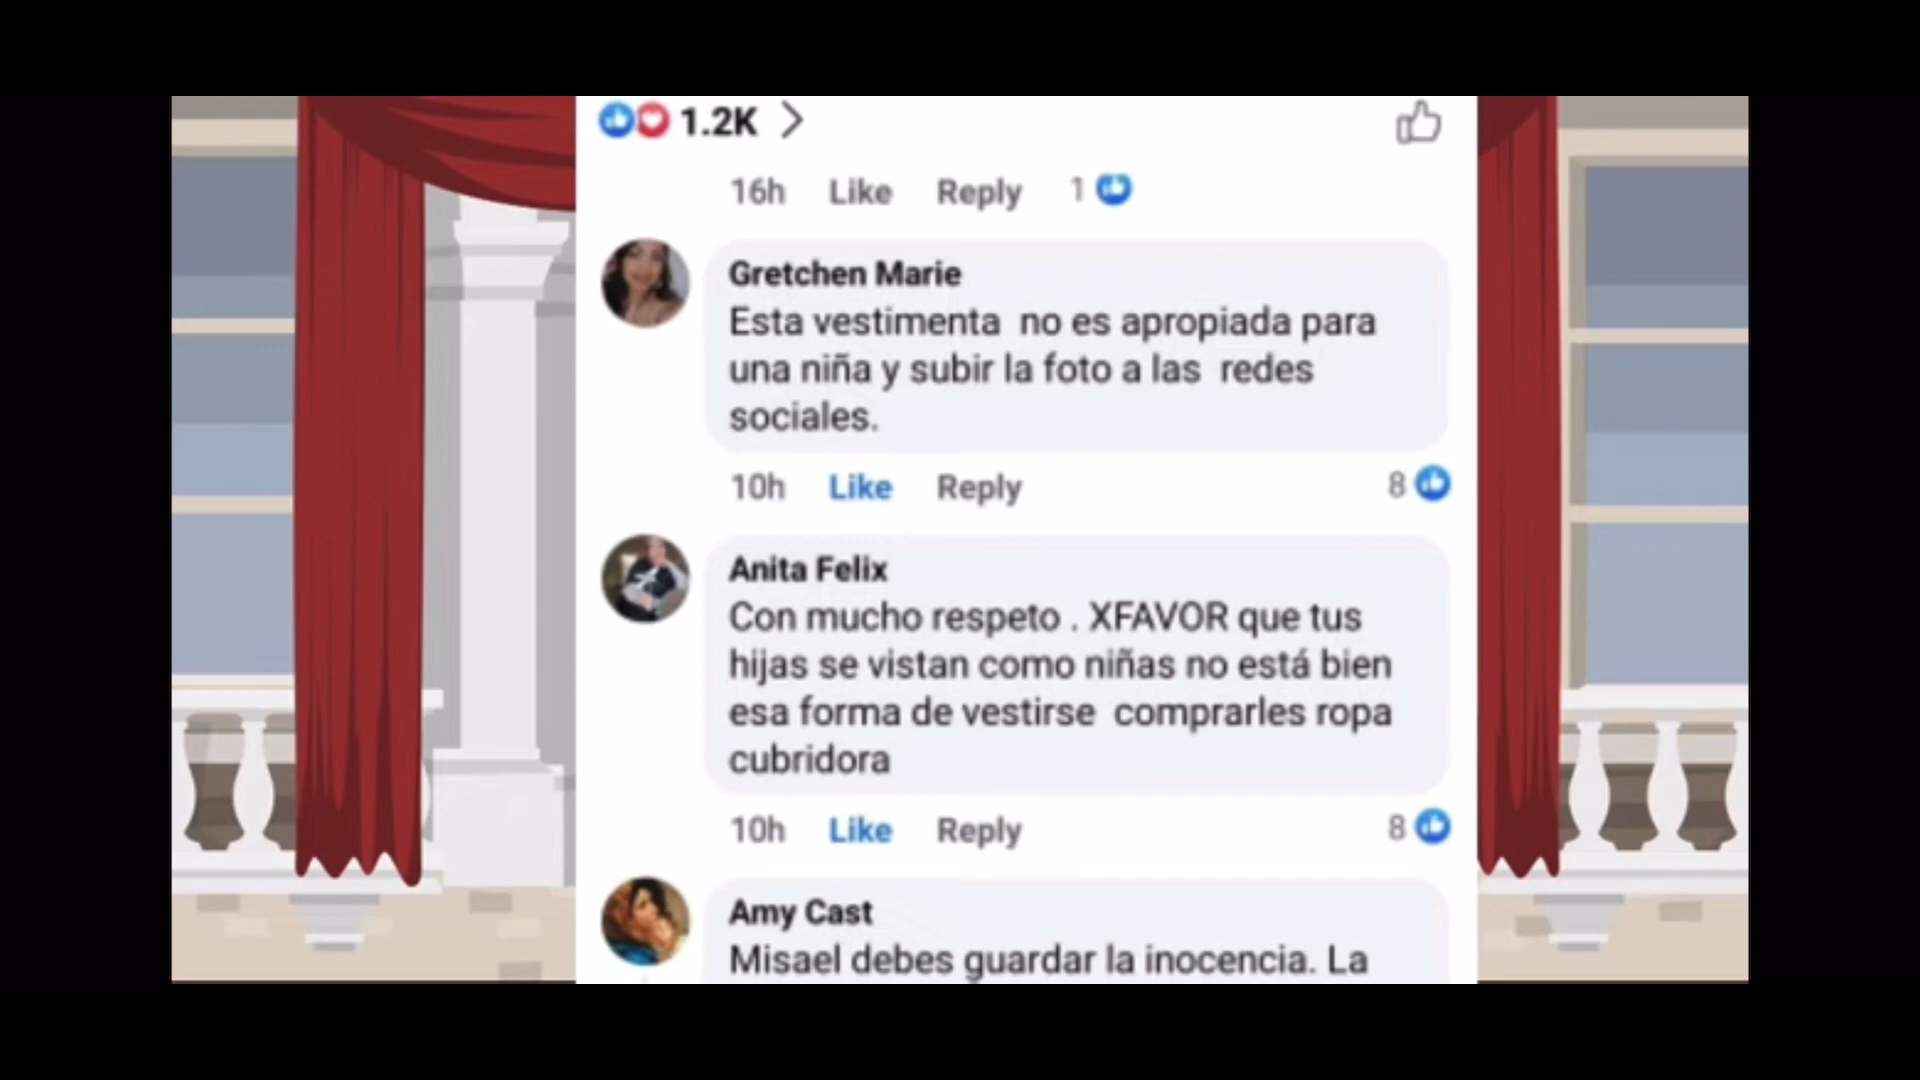 1.2K
16h Like Reply 1
Gretchen Marie
Esta vestimenta no es apropiada para
una niña y subir la foto a las redes
sociales.
10h Like Reply 8
Anita Felix
Con mucho respeto . XFAVOR que tus
hijas se vistan como niñas no está bien
esa forma de vestirse comprarles ropa
cubridora
10h Like Reply 8
Amy Cast
Misael debes guardar la inocencia. La